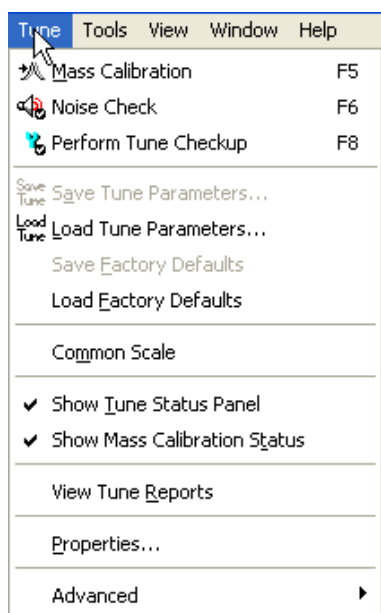 Tune Tools View Window Help
Mass Calibration F5
Noise Check F6
Perform Tune Checkup F8
Save Tune Save Tune Parameters...
Load Tune Load Tune Parameters...
Save Factory Defaults
Load Factory Defaults
Common Scale
Show Tune Status Panel
Show Mass Calibration Status
View Tune Reports
Properties...
Advanced